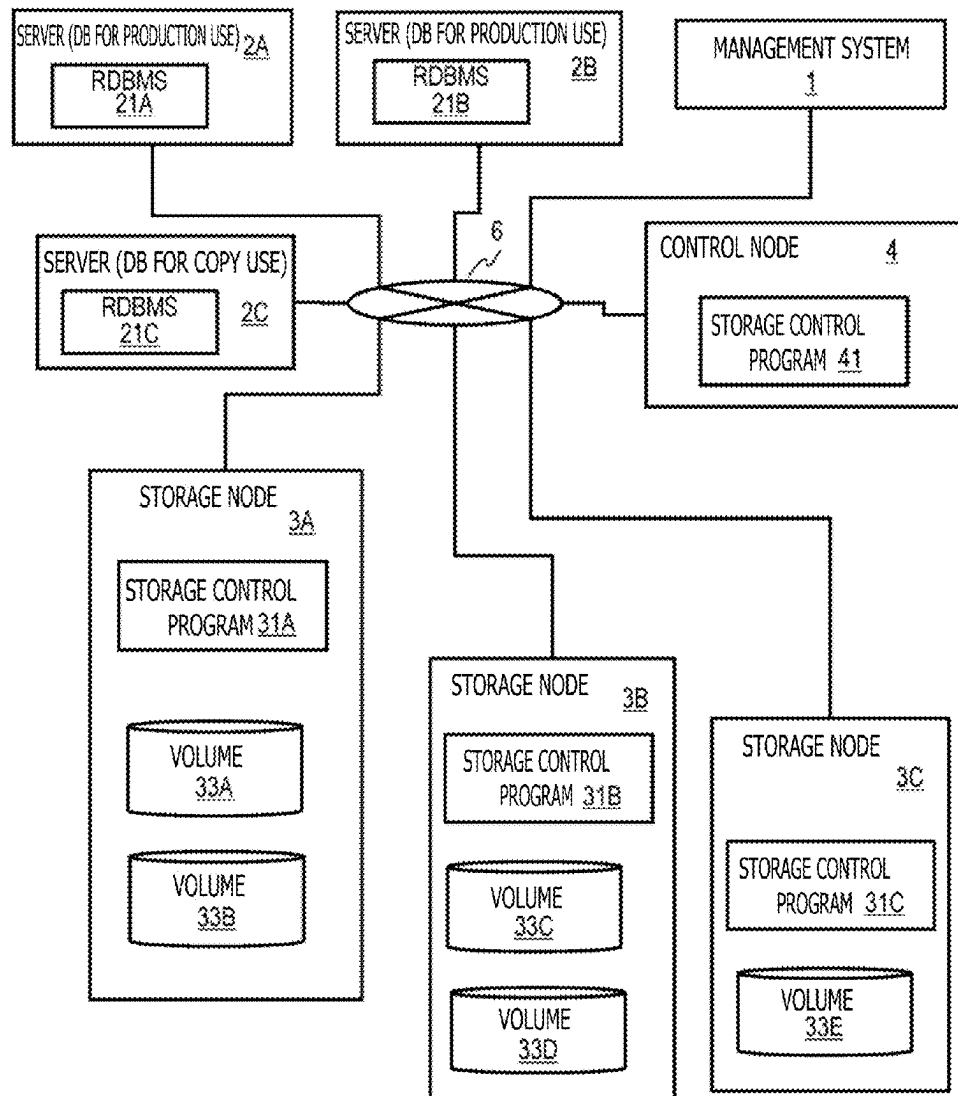 SERVER (DB FOR PRODUCTION USE) 2A
RDBMS
21A
SERVER (DB FOR PRODUCTION USE)
2B
RDBMS
21B
MANAGEMENT SYSTEM
1
SERVER (DB FOR COPY USE)
2C
RDBMS
21C
6
CONTROL NODE 4
STORAGE CONTROL
PROGRAM 41
STORAGE NODE
3A
STORAGE CONTROL
PROGRAM 31A
VOLUME
33A
VOLUME
33B
STORAGE NODE
3B
STORAGE CONTROL
PROGRAM 31B
VOLUME
33C
VOLUME
33D
STORAGE NODE
3C
STORAGE CONTROL
PROGRAM 31C
VOLUME
33E